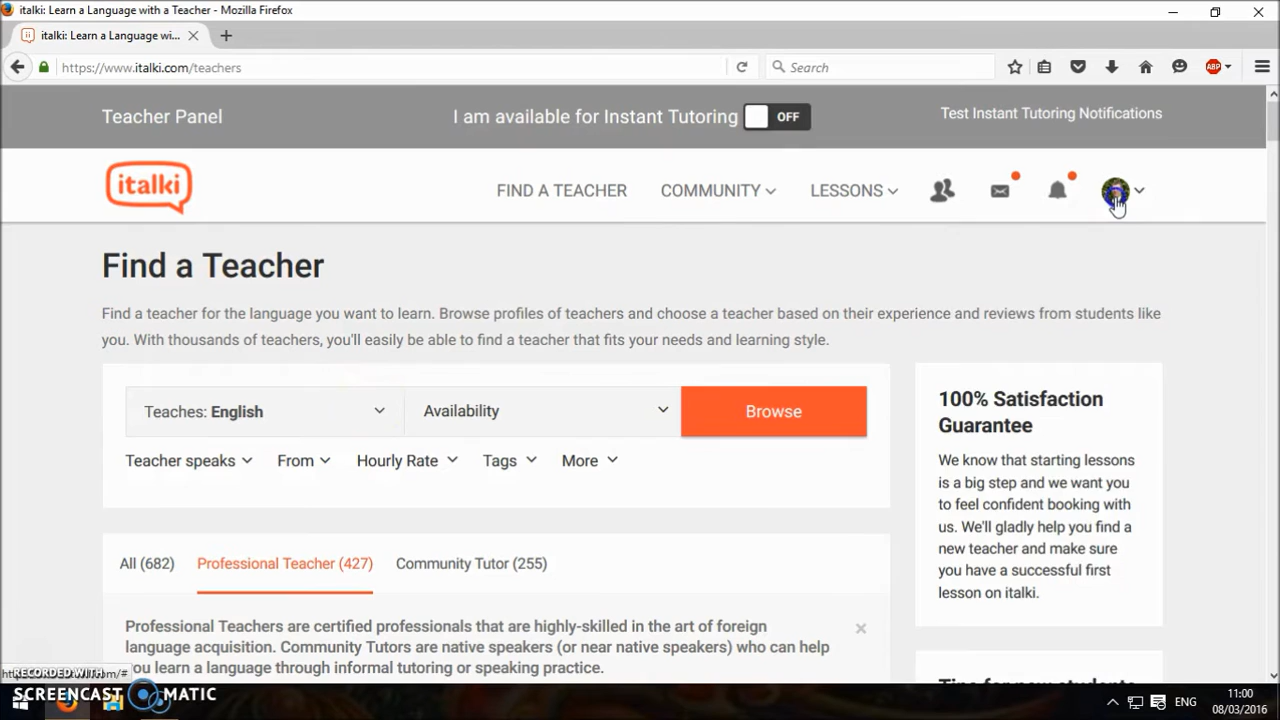 italki: Learn a Language with a Teacher - Mozilla Firefox
italki: Learn a Language wi...
https://www.italki.com/teachers
Search
ABP
Teacher Panel
I am available for Instant Tutoring
OFF
Test Instant Tutoring Notifications
italki
FIND A TEACHER
COMMUNITY
LESSONS
Find a Teacher
Find a teacher for the language you want to learn. Browse profiles of teachers and choose a teacher based on their experience and reviews from students like
you. With thousands of teachers, you'll easily be able to find a teacher that fits your needs and learning style.
Teaches: English
Availability
Browse
Teacher speaks
From
Hourly Rate
Tags
More
100% Satisfaction
Guarantee
We know that starting lessons
is a big step and we want you
to feel confident booking with
us. We'll gladly help you find a
new teacher and make sure
you have a successful first
lesson on italki.
All (682)
Professional Teacher (427)
Community Tutor (255)
Professional Teachers are certified professionals that are highly-skilled in the art of foreign
language acquisition. Community Tutors are native speakers (or near native speakers) who can help
you learn a language through informal tutoring or speaking practice.
Tips for new students
RECORDED WITH
SCREENCAST MATIC
ENG
11:00
08/03/2016